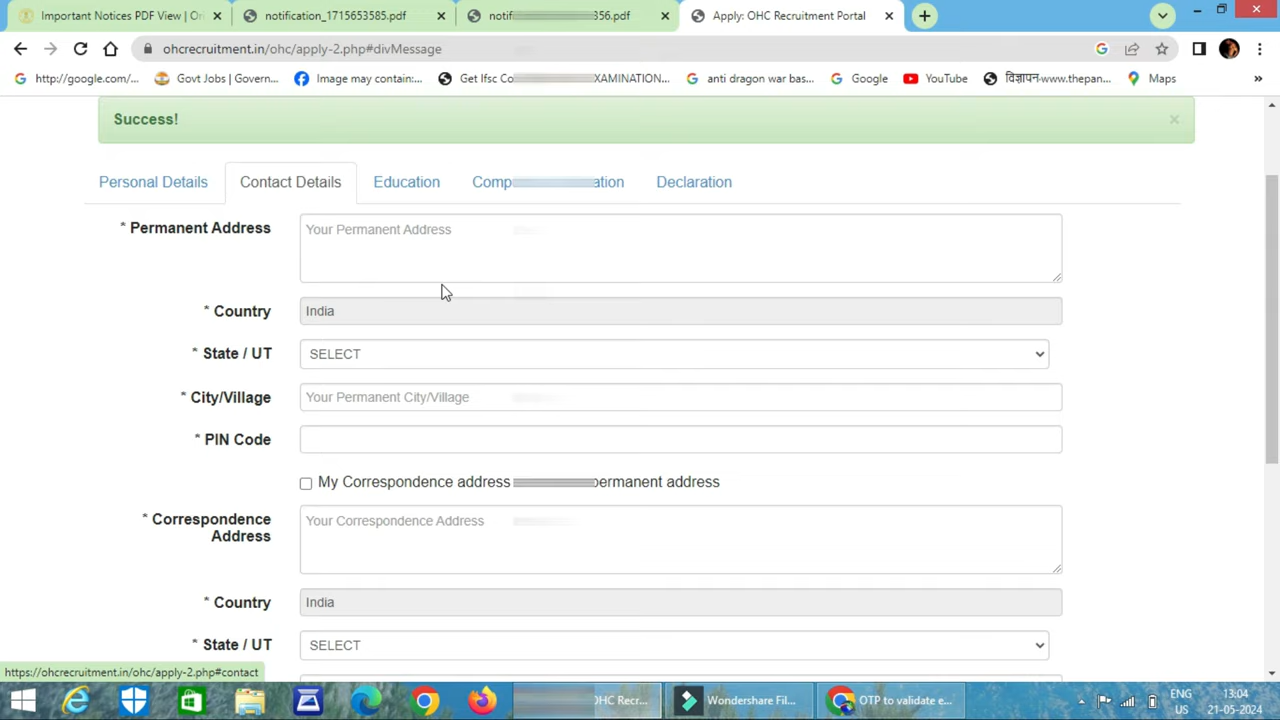 Important Notices PDF View | Ori
notification_1715653585.pdf
notif 356.pdf
Apply: OHC Recruitment Portal
ohcrecruitment.in/ohc/apply-2.php#divMessage
http://google.com/...
Govt Jobs | Govern...
Image may contain:...
Get Ifsc Co XAMINATION...
anti dragon war bas...
Google
YouTube
विज्ञापन-www.thepan...
Maps
»
Success!
×
Personal Details
Contact Details
Education
Comp ation
Declaration
* Permanent Address
Your Permanent Address
* Country
India
* State / UT
SELECT
* City/Village
Your Permanent City/Village
* PIN Code
My Correspondence address permanent address
* Correspondence
Address
Your Correspondence Address
* Country
India
* State / UT
SELECT
https://ohcrecruitment.in/ohc/apply-2.php#contact
OHC Recr...
Wondershare Fil...
OTP to validate e...
ENG
US
13:04
21-05-2024